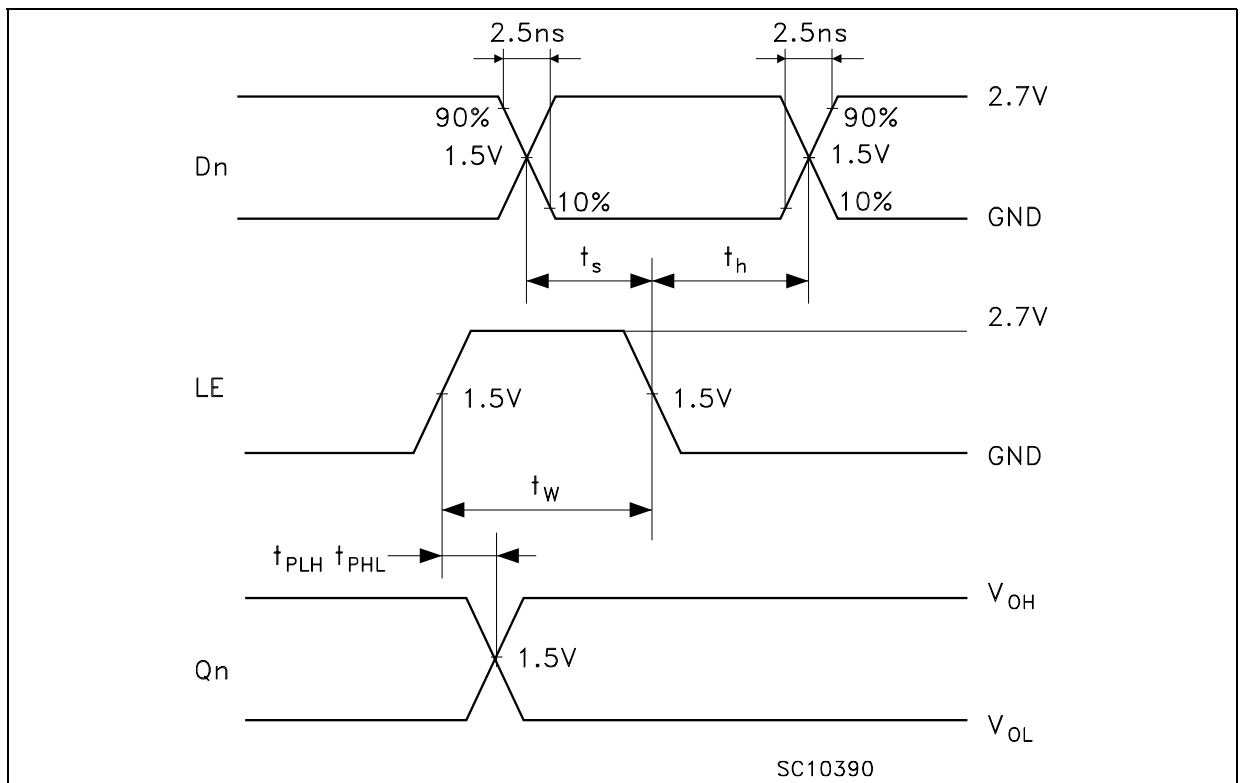 2.5ns 2.5ns
2.7V
90% 90%
Dn 1.5V 1.5V
10% 10%
GND
ts th
2.7V
LE 1.5V 1.5V
GND
tW
tPLH tPHL
VOH
Qn 1.5V
VOL
SC10390